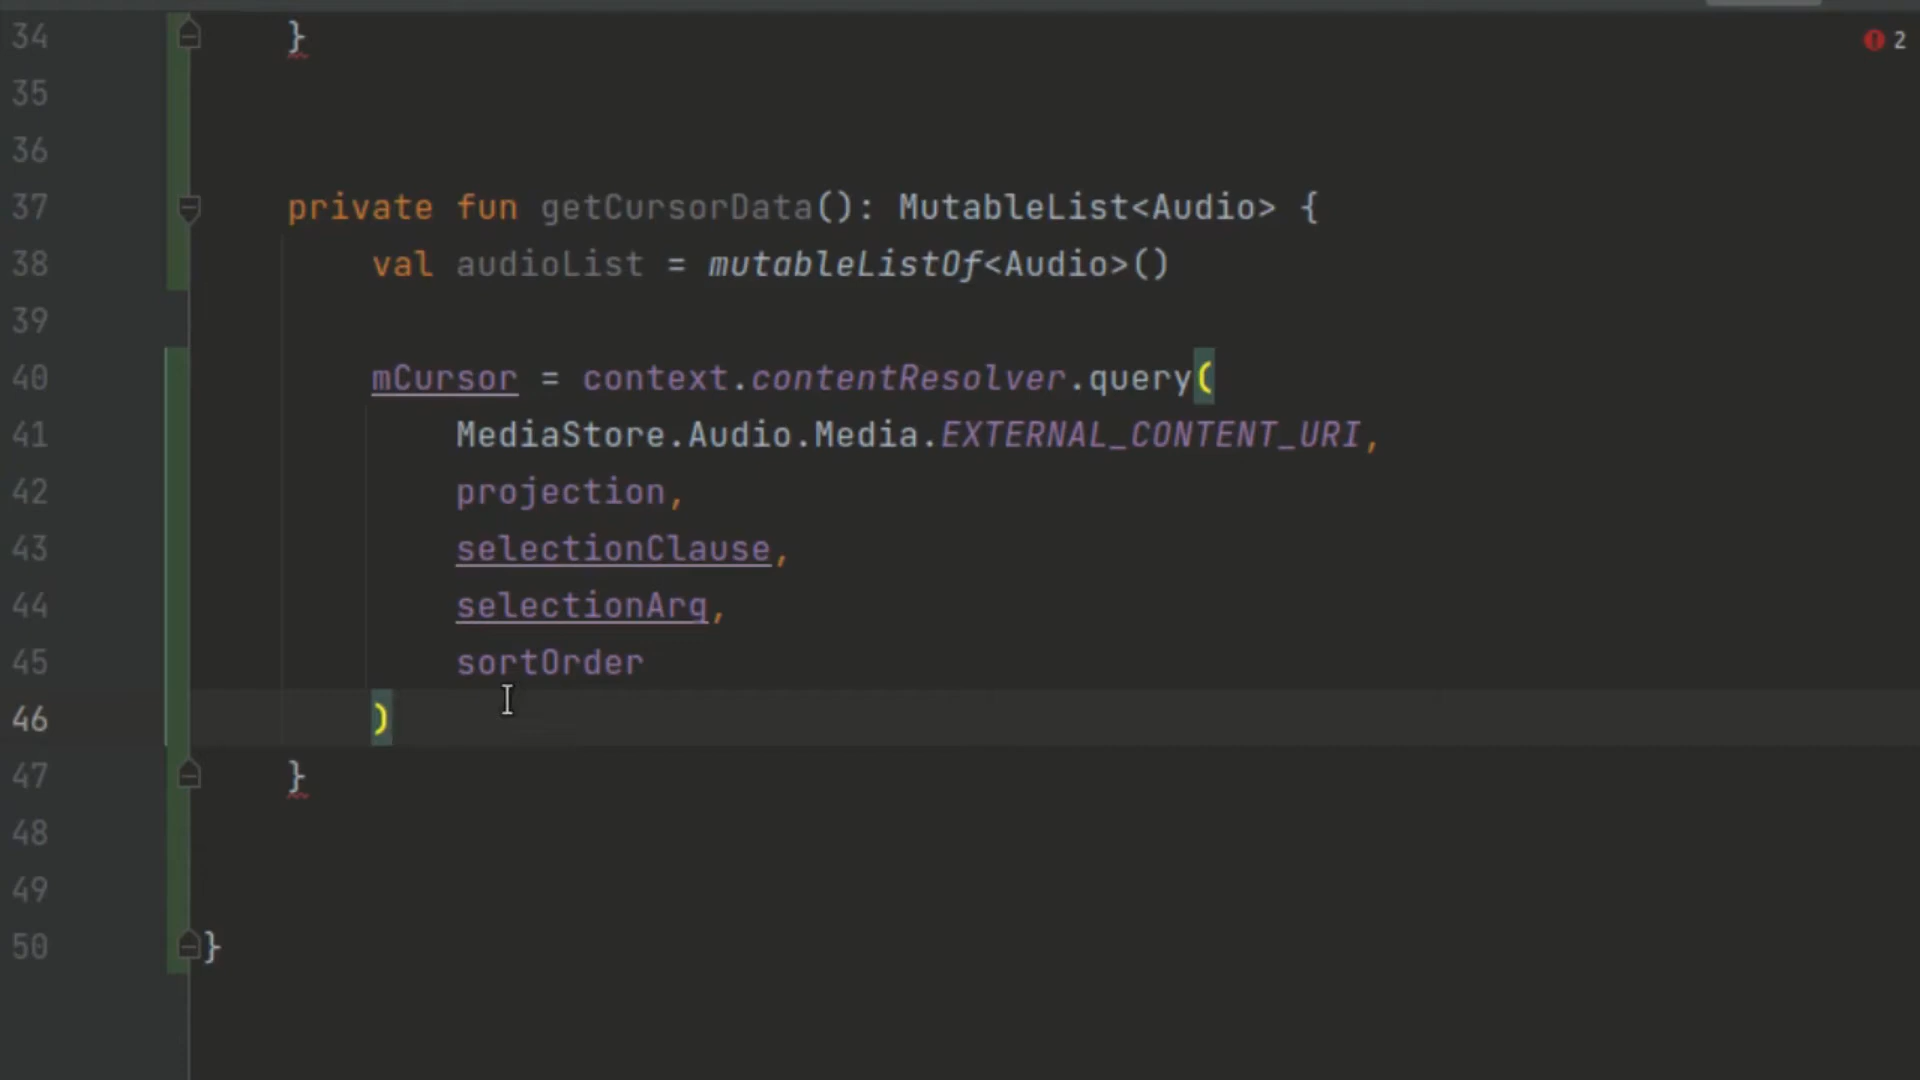 34 }
2
35
36
37 private fun getCursorData(): MutableList<Audio> {
38 val audioList = mutableListOf<Audio>()
39
40 mCursor = context.contentResolver.query(
41 MediaStore.Audio.Media.EXTERNAL_CONTENT_URI,
42 projection,
43 selectionClause,
44 selectionArg,
45 sortOrder
46 )
47 }
48
49
50 }